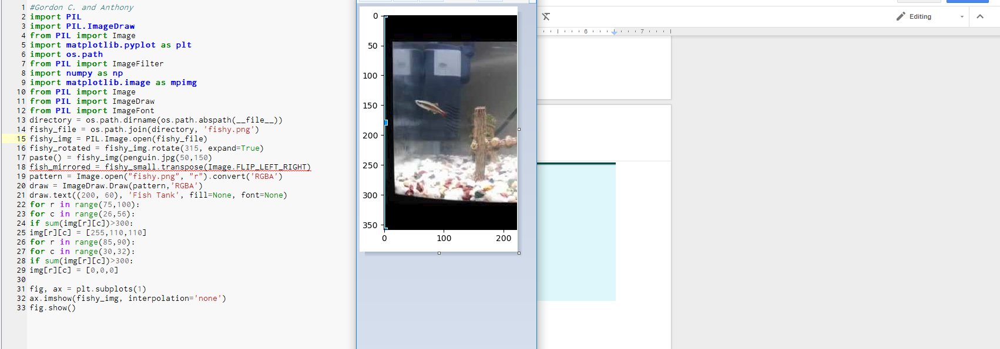 1 #Gordon C. and Anthony
2 import PIL
3 import PIL.ImageDraw
4 from PIL import Image
5 import matplotlib.pyplot as plt
6 import os.path
7 from PIL import ImageFilter
8 import numpy as np
9 import matplotlib.image as mpimg
10 from PIL import Image
11 from PIL import ImageDraw
12 from PIL import ImageFont
13 directory = os.path.dirname(os.path.abspath(__file__))
14 fishy_file = os.path.join(directory, 'fishy.png')
15 fishy_img = PIL.Image.open(fishy_file)
16 fishy_rotated = fishy_img.rotate(315, expand=True)
17 paste() = fishy_img(penguin.jpg(50,150)
18 fish_mirrored = fishy_small.transpose(Image.FLIP_LEFT_RIGHT)
19 pattern = Image.open("fishy.png", "r").convert('RGBA')
20 draw = ImageDraw.Draw(pattern,'RGBA')
21 draw.text((200, 60), 'Fish Tank', fill=None, font=None)
22 for r in range(75,100):
23 for c in range(26,56):
24 if sum(img[r][c])>300:
25 img[r][c] = [255,110,110]
26 for r in range(85,90):
27 for c in range(30,32):
28 if sum(img[r][c])>300:
29 img[r][c] = [0,0,0]
30
31 fig, ax = plt.subplots(1)
32 ax.imshow(fishy_img, interpolation='none')
33 fig.show()
0
50
100
150
200
250
300
350
0 100 200
Editing
6 7